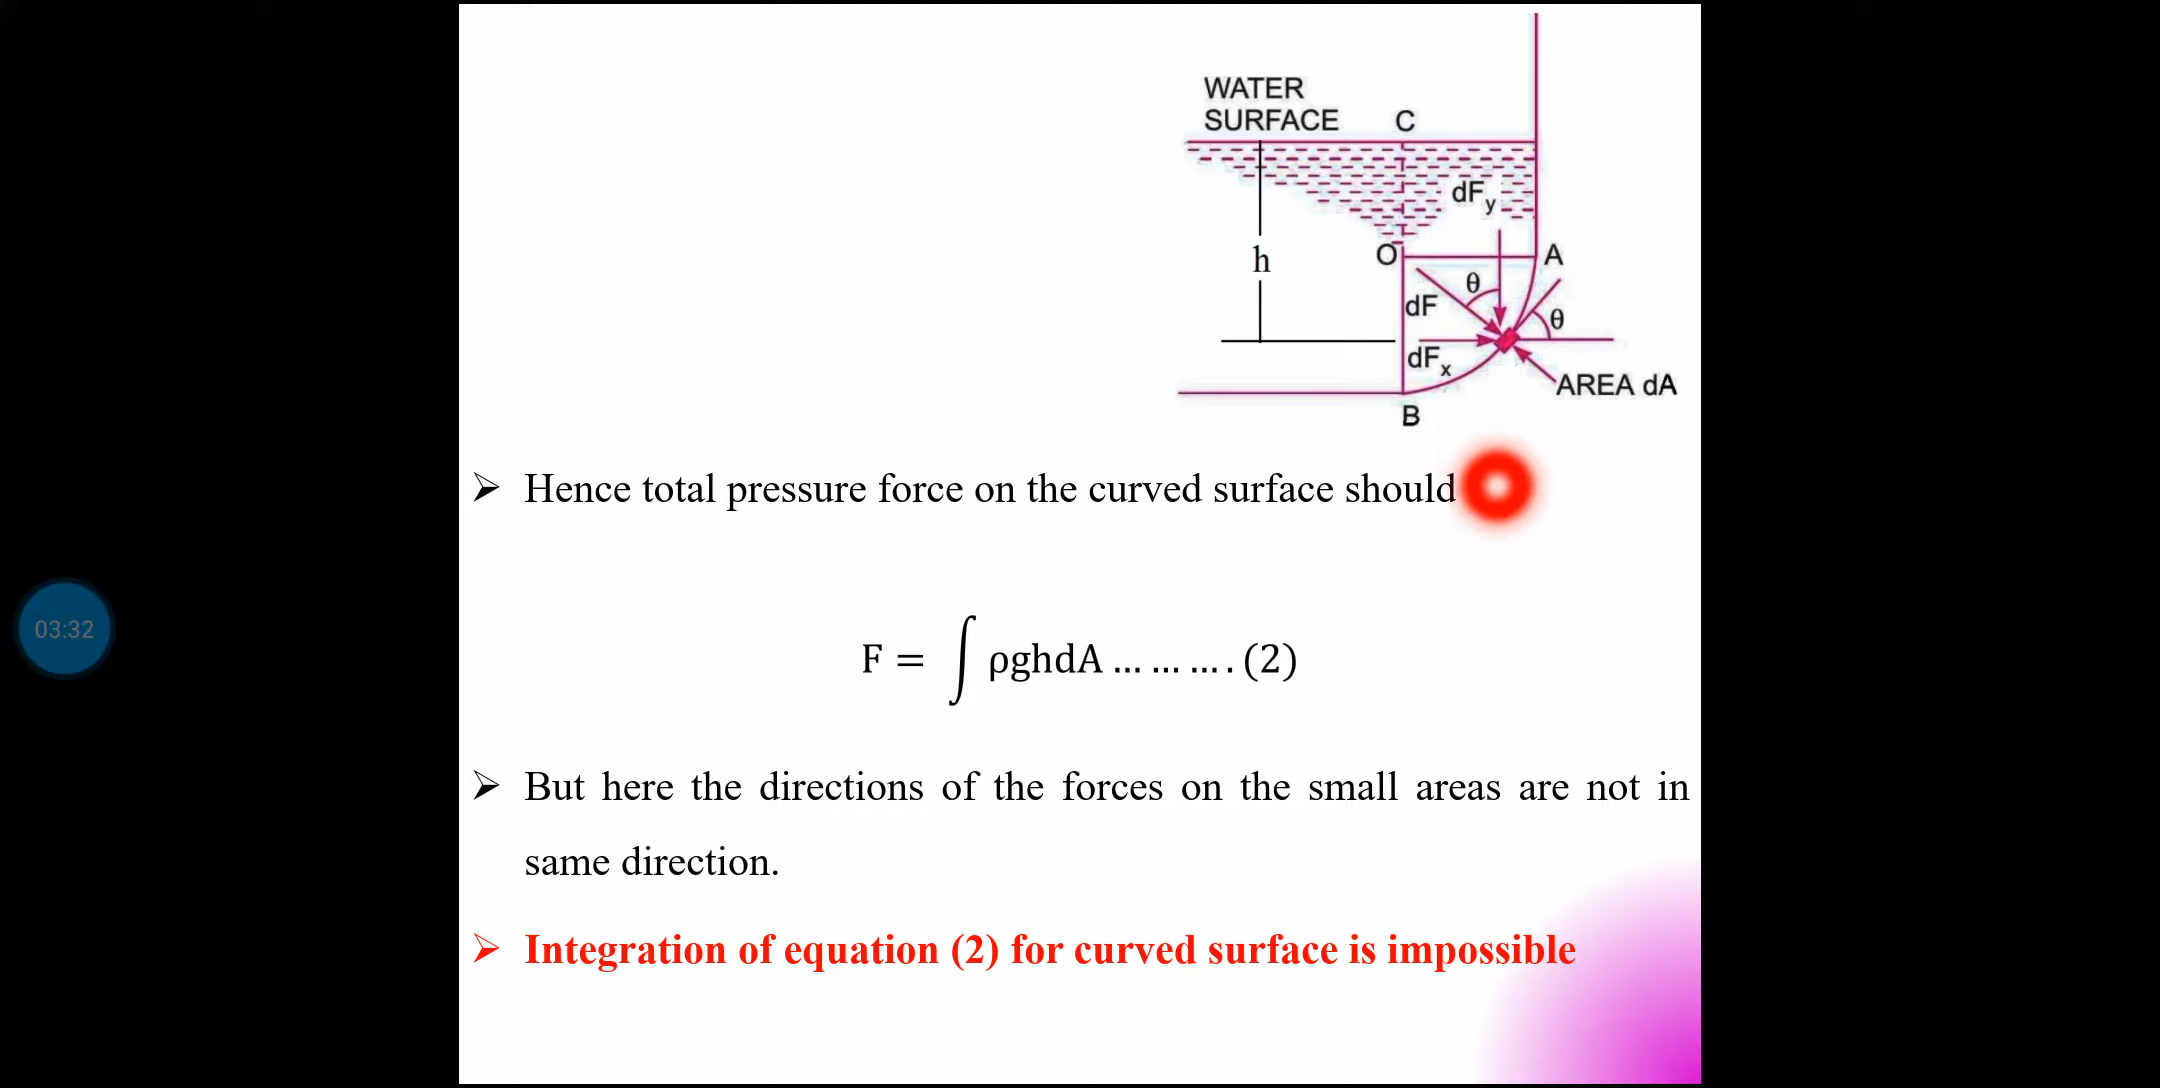 WATER
SURFACE
C
dFy
h
O
A
θ
dF
θ
dFx
AREA dA
B
➢ Hence total pressure force on the curved surface should
03:32
F = ∫ ρghdA ... ... ... . (2)
➢ But here the directions of the forces on the small areas are not in
same direction.
➢ Integration of equation (2) for curved surface is impossible